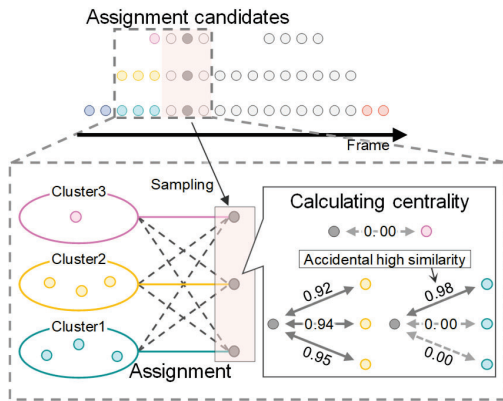 Assignment candidates
Frame
Cluster3
Sampling
Calculating centrality
0.00
Accidental high similarity
Cluster2
0.92
0.98
0.94
0.00
Cluster1
0.95
0.00
Assignment